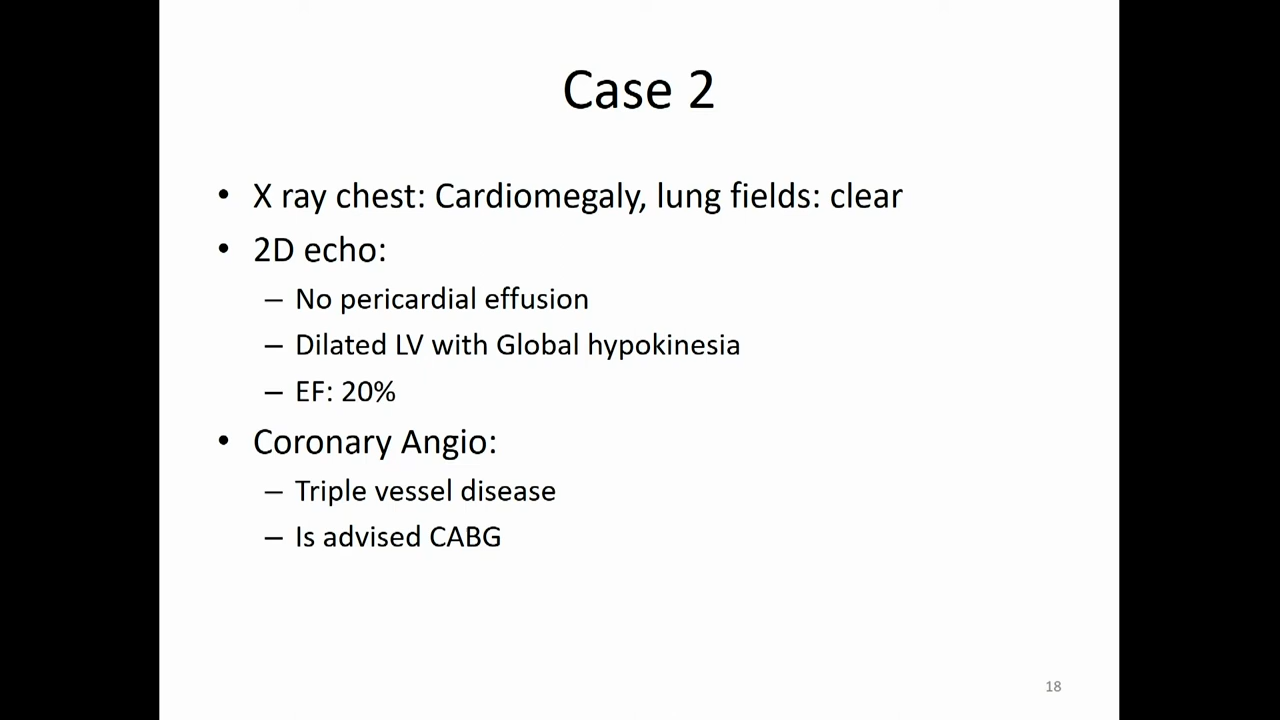 Case 2
• X ray chest: Cardiomegaly, lung fields: clear
• 2D echo:
– No pericardial effusion
– Dilated LV with Global hypokinesia
– EF: 20%
• Coronary Angio:
– Triple vessel disease
– Is advised CABG
18